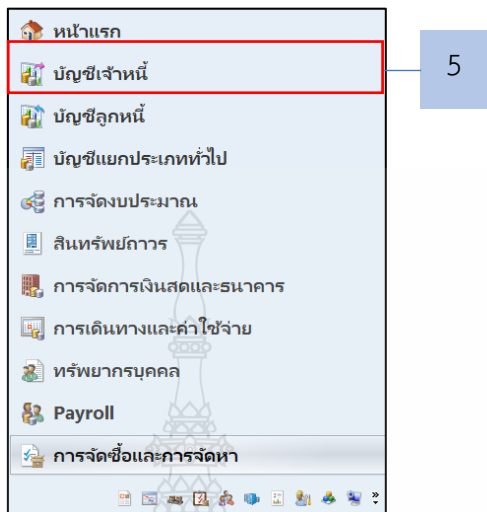 หน้าแรก
บัญชีเจ้าหนี้
5
บัญชีลูกหนี้
บัญชีแยกประเภททั่วไป
การจัดงบประมาณ
สินทรัพย์ถาวร
การจัดการเงินสดและธนาคาร
การเดินทางและค่าใช้จ่าย
ทรัพยากรบุคคล
Payroll
การจัดซื้อและการจัดหา